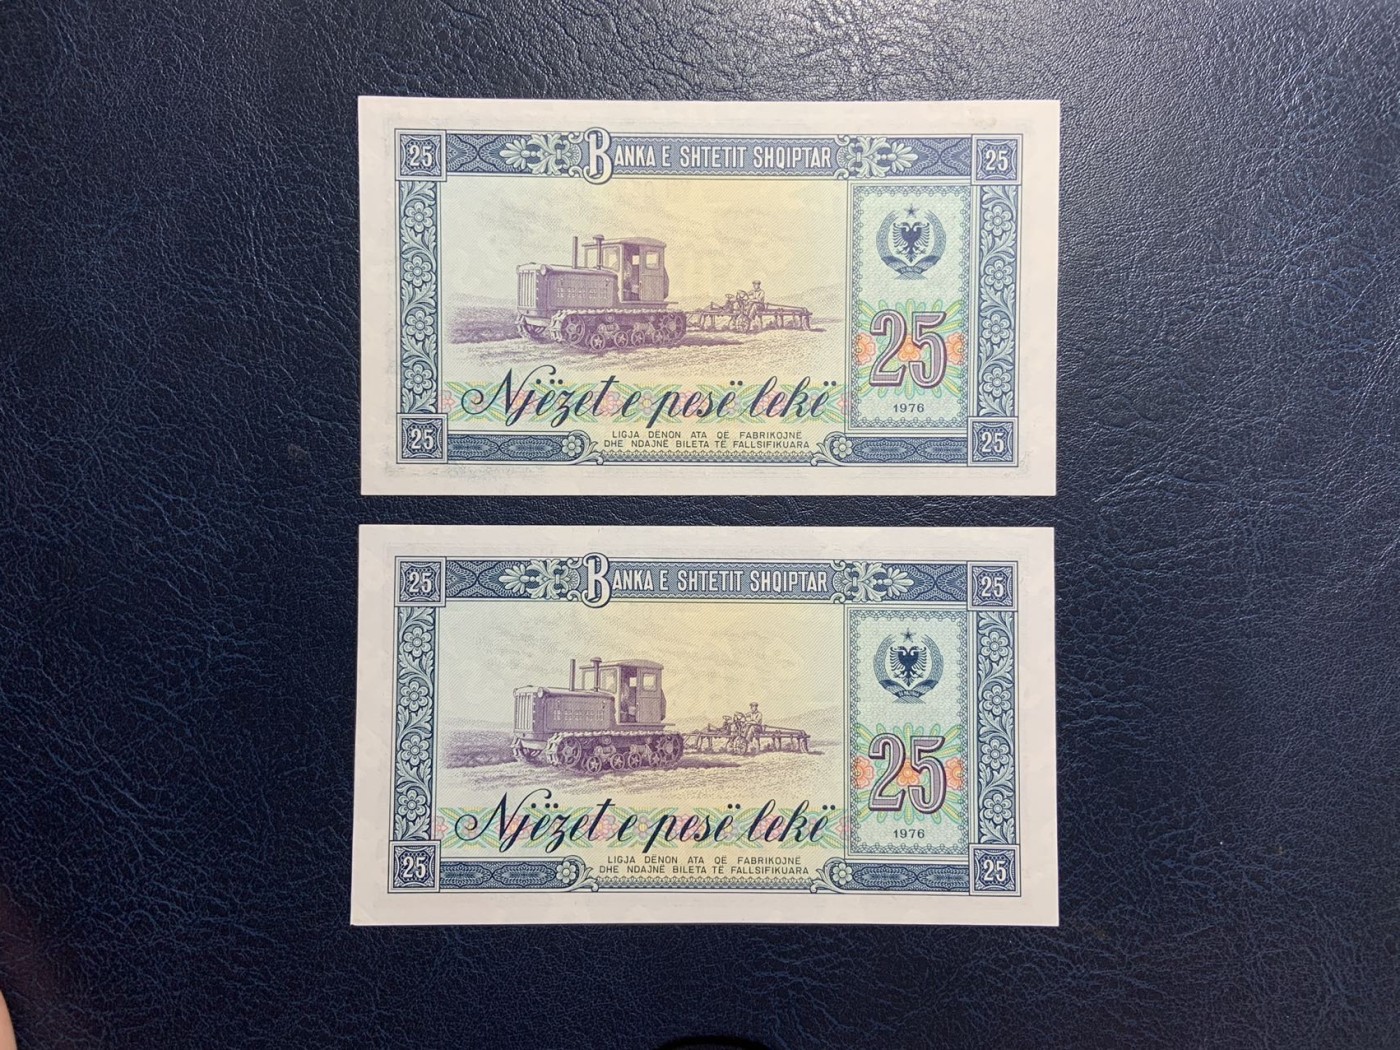 25
BANKA E SHTETIT SHQIPTAR
25
25
Njëzet e pesë lekë
1976
25
LIGJA DËNON ATA QË FABRIKOJNË
DHE NDAJNË BILETA TË FALLSIFIKUARA
25
25
BANKA E SHTETIT SHQIPTAR
25
25
Njëzet e pesë lekë
1976
25
LIGJA DËNON ATA QË FABRIKOJNË
DHE NDAJNË BILETA TË FALLSIFIKUARA
25